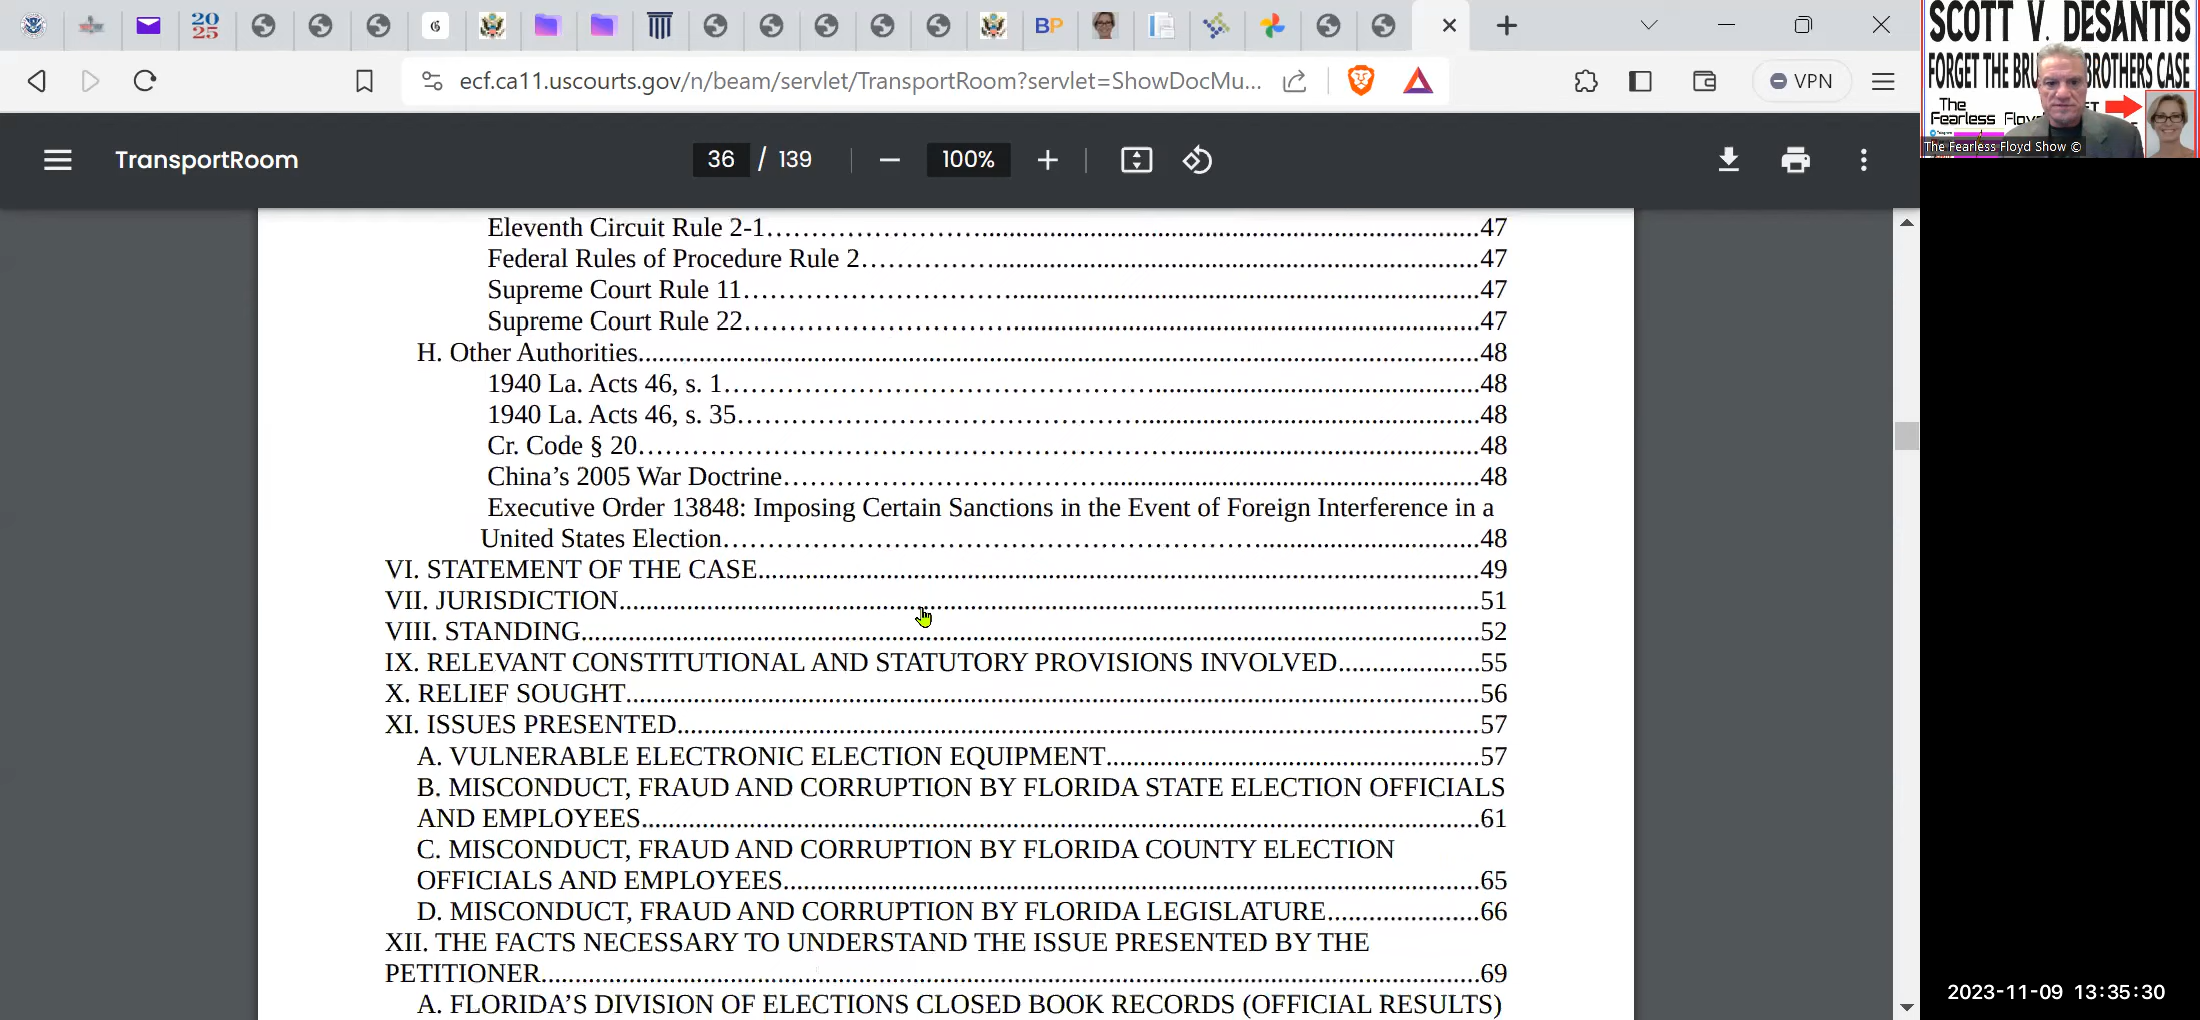 20
25
BP
ecf.ca11.uscourts.gov/n/beam/servlet/TransportRoom?servlet=ShowDocMu...
VPN
TransportRoom
36 / 139
100%
Eleventh Circuit Rule 2-1........47
Federal Rules of Procedure Rule 2........47
Supreme Court Rule 11........47
Supreme Court Rule 22........47
H. Other Authorities........48
1940 La. Acts 46, s. 1........48
1940 La. Acts 46, s. 35........48
Cr. Code § 20........48
China’s 2005 War Doctrine........48
Executive Order 13848: Imposing Certain Sanctions in the Event of Foreign Interference in a
United States Election........48
VI. STATEMENT OF THE CASE........49
VII. JURISDICTION........51
VIII. STANDING........52
IX. RELEVANT CONSTITUTIONAL AND STATUTORY PROVISIONS INVOLVED........55
X. RELIEF SOUGHT........56
XI. ISSUES PRESENTED........57
A. VULNERABLE ELECTRONIC ELECTION EQUIPMENT........57
B. MISCONDUCT, FRAUD AND CORRUPTION BY FLORIDA STATE ELECTION OFFICIALS
AND EMPLOYEES........61
C. MISCONDUCT, FRAUD AND CORRUPTION BY FLORIDA COUNTY ELECTION
OFFICIALS AND EMPLOYEES........65
D. MISCONDUCT, FRAUD AND CORRUPTION BY FLORIDA LEGISLATURE........66
XII. THE FACTS NECESSARY TO UNDERSTAND THE ISSUE PRESENTED BY THE
PETITIONER........69
A. FLORIDA’S DIVISION OF ELECTIONS CLOSED BOOK RECORDS (OFFICIAL RESULTS)
SCOTT V. DESANTIS
FORGET THE BROTHERS CASE
The
Fearless
The Fearless Floyd Show ©
2023-11-09 13:35:30